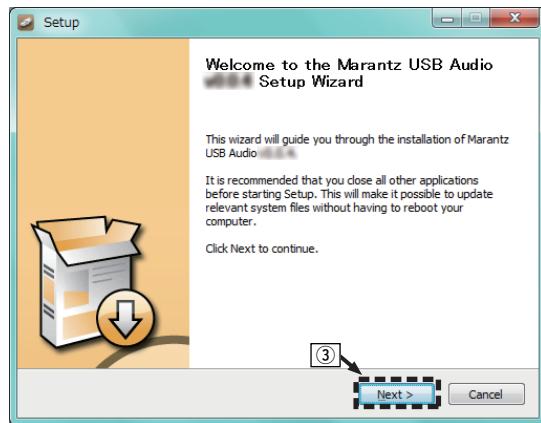 Setup
Welcome to the Marantz USB Audio
Setup Wizard
This wizard will guide you through the installation of Marantz
USB Audio
It is recommended that you close all other applications
before starting Setup. This will make it possible to update
relevant system files without having to reboot your
computer.
Click Next to continue.
③
Next >
Cancel